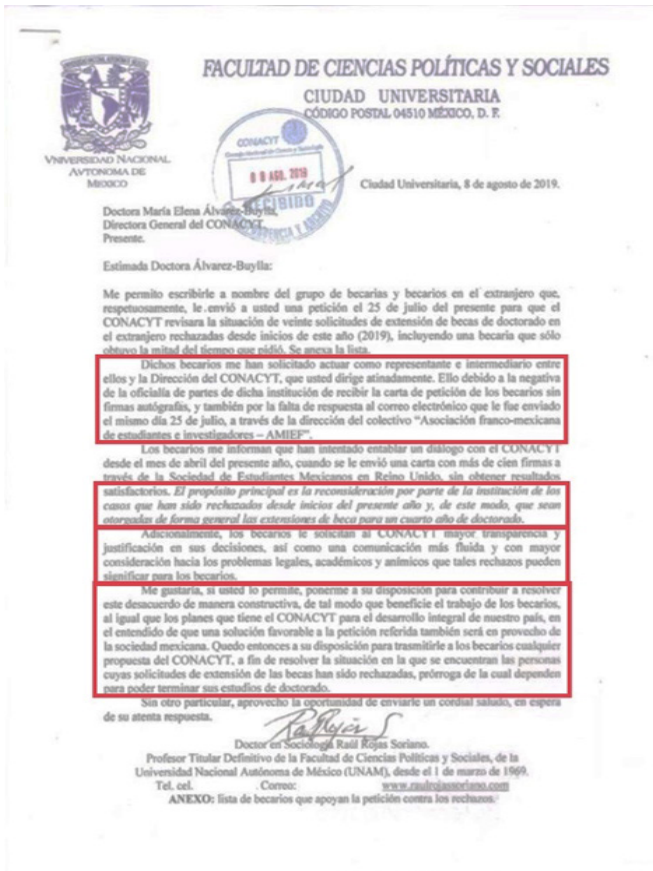 FACULTAD DE CIENCIAS POLÍTICAS Y SOCIALES
CIUDAD UNIVERSITARIA
CÓDIGO POSTAL 04510 MÉXICO, D. F.
VNIVERSIDAD NACIONAL
AVTONOMA DE
MEXICO
CONACYT
Consejo Nacional de Ciencia y Tecnología
08 AGO. 2019
RECIBIDO
TRANSPARENCIA Y ARCHIVO
Ciudad Universitaria, 8 de agosto de 2019.
Doctora María Elena Álvarez-Buylla,
Directora General del CONACYT,
Presente.
Estimada Doctora Álvarez-Buylla:
Me permito escribirle a nombre del grupo de becarias y becarios en el extranjero que,
respetuosamente, le envió a usted una petición el 25 de julio del presente para que el
CONACYT revisara la situación de veinte solicitudes de extensión de becas de doctorado en
el extranjero rechazadas desde inicios de este año (2019), incluyendo una becaria que sólo
obtuvo la mitad del tiempo que pidió. Se anexa la lista.
Dichos becarios me han solicitado actuar como representante e intermediario entre
ellos y la Dirección del CONACYT, que usted dirige atinadamente. Ello debido a la negativa
de la oficialía de partes de dicha institución de recibir la carta de petición de los becarios sin
firmas autógrafas, y también por la falta de respuesta al correo electrónico que le fue enviado
el mismo día 25 de julio, a través de la dirección del colectivo "Asociación franco-mexicana
de estudiantes e investigadores – AMIEF".
Los becarios me informan que han intentado entablar un diálogo con el CONACYT
desde el mes de abril del presente año, cuando se le envió una carta con más de cien firmas a
través de la Sociedad de Estudiantes Mexicanos en Reino Unido, sin obtener resultados
satisfactorios. El propósito principal es la reconsideración por parte de la institución de los
casos que han sido rechazados desde inicios del presente año y, de este modo, que sean
otorgadas de forma general las extensiones de beca para un cuarto año de doctorado.
Adicionalmente, los becarios le solicitan al CONACYT mayor transparencia y
justificación en sus decisiones, así como una comunicación más fluida y con mayor
consideración hacia los problemas legales, académicos y anímicos que tales rechazos pueden
significar para los becarios.
Me gustaría, si usted lo permite, ponerme a su disposición para contribuir a resolver
este desacuerdo de manera constructiva, de tal modo que beneficie el trabajo de los becarios,
al igual que los planes que tiene el CONACYT para el desarrollo integral de nuestro país, en
el entendido de que una solución favorable a la petición referida también será en provecho de
la sociedad mexicana. Quedo entonces a su disposición para trasmitirle a los becarios cualquier
propuesta del CONACYT, a fin de resolver la situación en la que se encuentran las personas
cuyas solicitudes de extensión de las becas han sido rechazadas, prórroga de la cual dependen
para poder terminar sus estudios de doctorado.
Sin otro particular, aprovecho la oportunidad de enviarle un cordial saludo, en espera
de su atenta respuesta.
Doctor en Sociología Raúl Rojas Soriano.
Profesor Titular Definitivo de la Facultad de Ciencias Políticas y Sociales, de la
Universidad Nacional Autónoma de México (UNAM), desde el 1 de marzo de 1969.
Tel. cel. . Correo: www.raulrojassoriano.com
ANEXO: lista de becarios que apoyan la petición contra los rechazos.